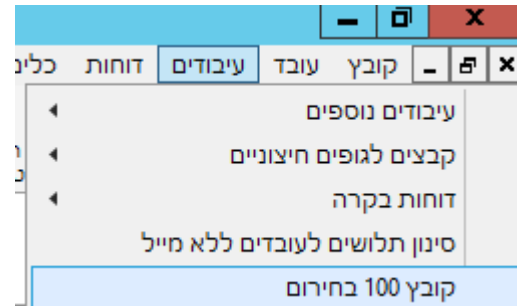 קובץ עובד עיבודים דוחות
עיבודים נוספים
קבצים לגופים חיצוניים
דוחות בקרה
סינון תלושים לעובדים ללא מייל
קובץ 100 בחירום